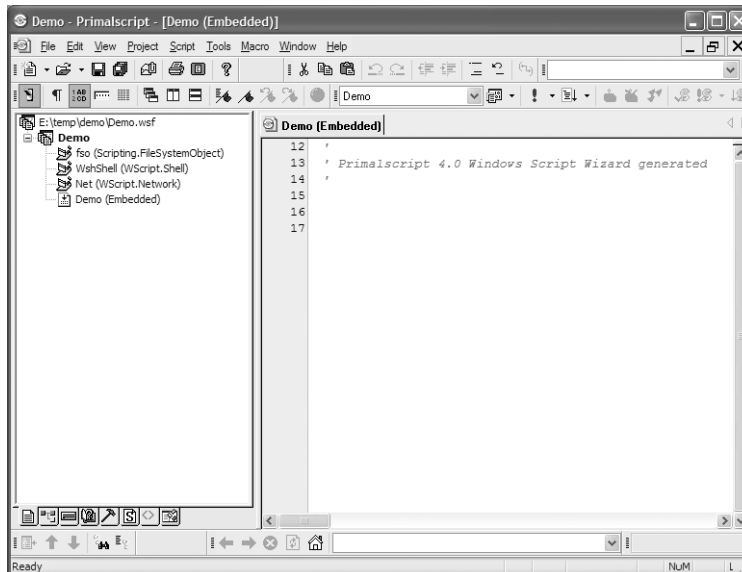 Demo - Primalscript - [Demo (Embedded)]
File Edit View Project Script Tools Macro Window Help
Demo
E:\temp\demo\Demo.wsf
Demo
fso (Scripting.FileSystemObject)
WshShell (WScript.Shell)
Net (WScript.Network)
Demo (Embedded)
Demo (Embedded)
12 '
13 ' Primalscript 4.0 Windows Script Wizard generated
14 '
15
16
17
Ready
NUM